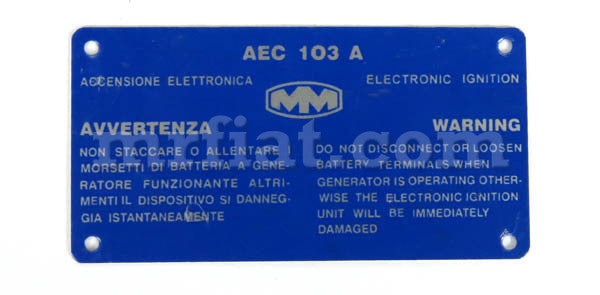 AEC 103 A
ACCENSIONE ELETTRONICA
ELECTRONIC IGNITION
MM
AVVERTENZA
NON STACCARE O ALLENTARE I
MORSETTI DI BATTERIA A GENE-
RATORE FUNZIONANTE ALTRI-
MENTI IL DISPOSITIVO SI DANNEG-
GIA ISTANTANEAMENTE
WARNING
DO NOT DISCONNECT OR LOOSEN
BATTERY TERMINALS WHEN
GENERATOR IS OPERATING OTHER-
WISE THE ELECTRONIC IGNITION
UNIT WILL BE IMMEDIATELY
DAMAGED
mrfiat.com